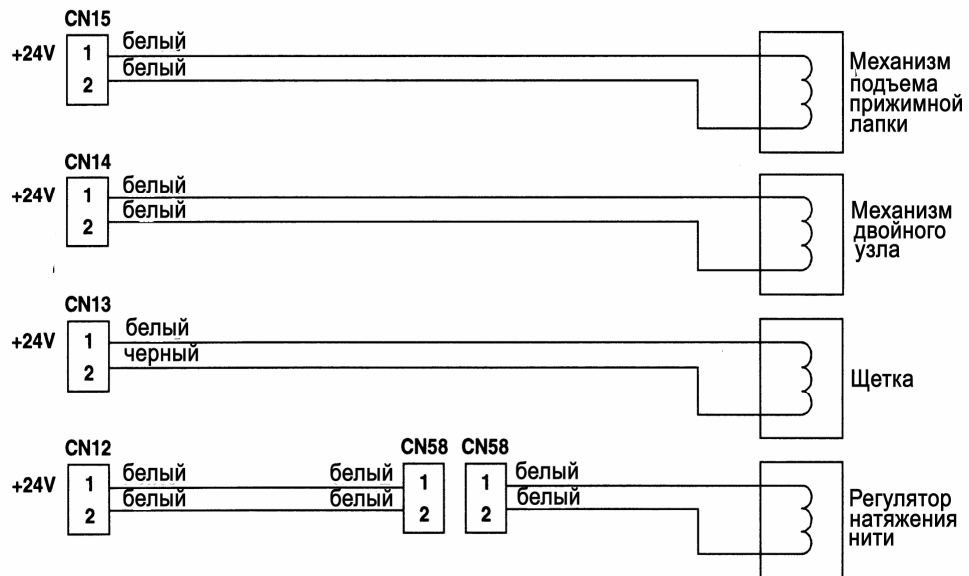 CN15
+24V
1
белый
2
белый
Механизм
подъема
прижимной
лапки
CN14
+24V
1
белый
2
белый
Механизм
двойного
узла
CN13
+24V
1
белый
2
черный
Щетка
CN12
CN58
CN58
+24V
1
белый
белый
1
1
белый
2
белый
белый
2
2
белый
Регулятор
натяжения
нити